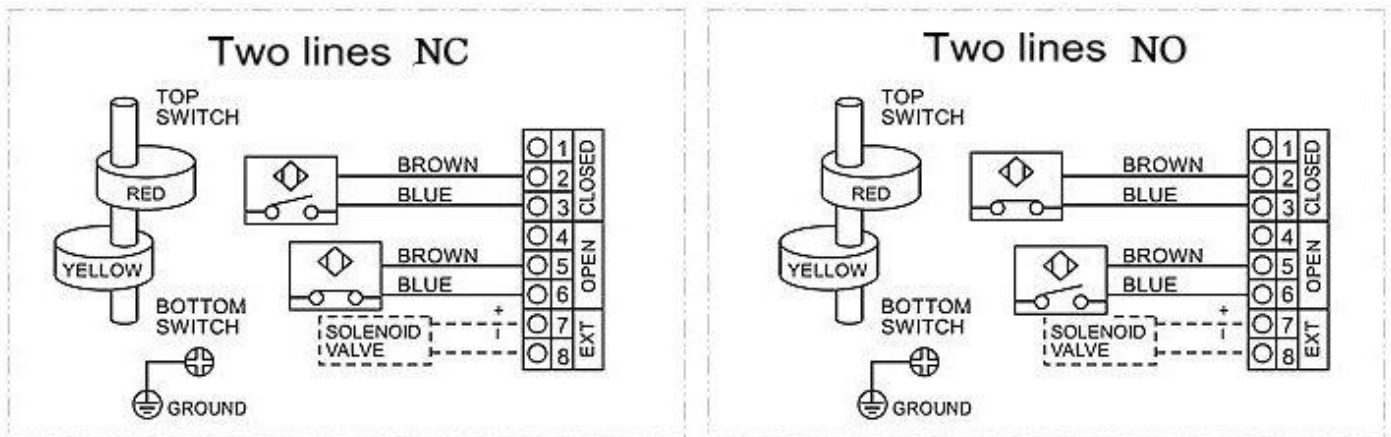 Two lines NC
TOP
SWITCH
RED
YELLOW
BOTTOM
SWITCH
GROUND
BROWN
BLUE
BROWN
BLUE
SOLENOID
VALVE
+
-
1
2
3
4
5
6
7
8
CLOSED
OPEN
EXT
Two lines NO
TOP
SWITCH
RED
YELLOW
BOTTOM
SWITCH
GROUND
BROWN
BLUE
BROWN
BLUE
SOLENOID
VALVE
+
-
1
2
3
4
5
6
7
8
CLOSED
OPEN
EXT